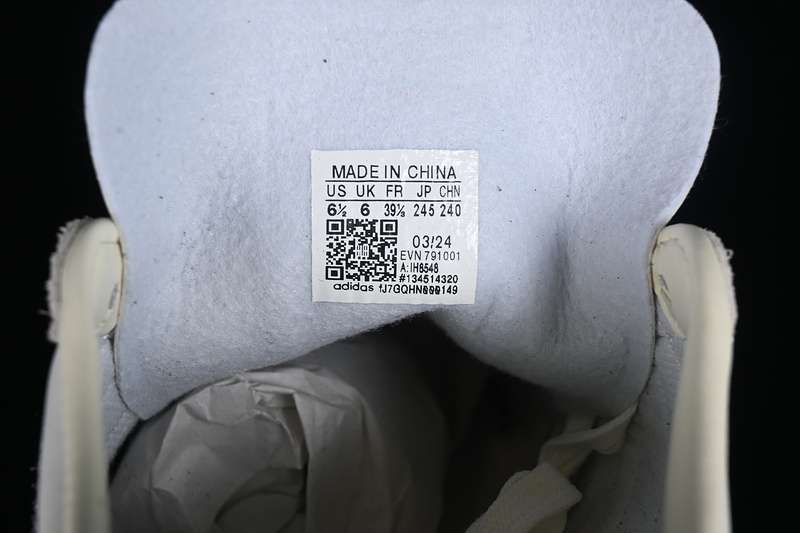 MADE IN CHINA
US UK FR JP CHN
6½ 6 39⅓ 245 240
03/24
EVN 791001
A:IH8548
#134514320
adidas